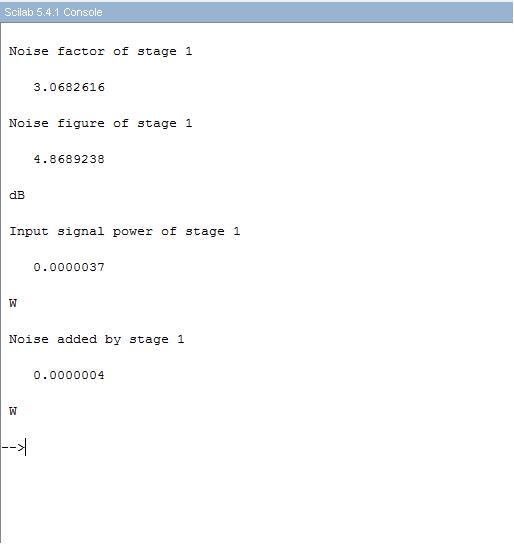 Scilab 5.4.1 Console
Noise factor of stage 1
3.0682616
Noise figure of stage 1
4.8689238
dB
Input signal power of stage 1
0.0000037
W
Noise added by stage 1
0.0000004
W
-->